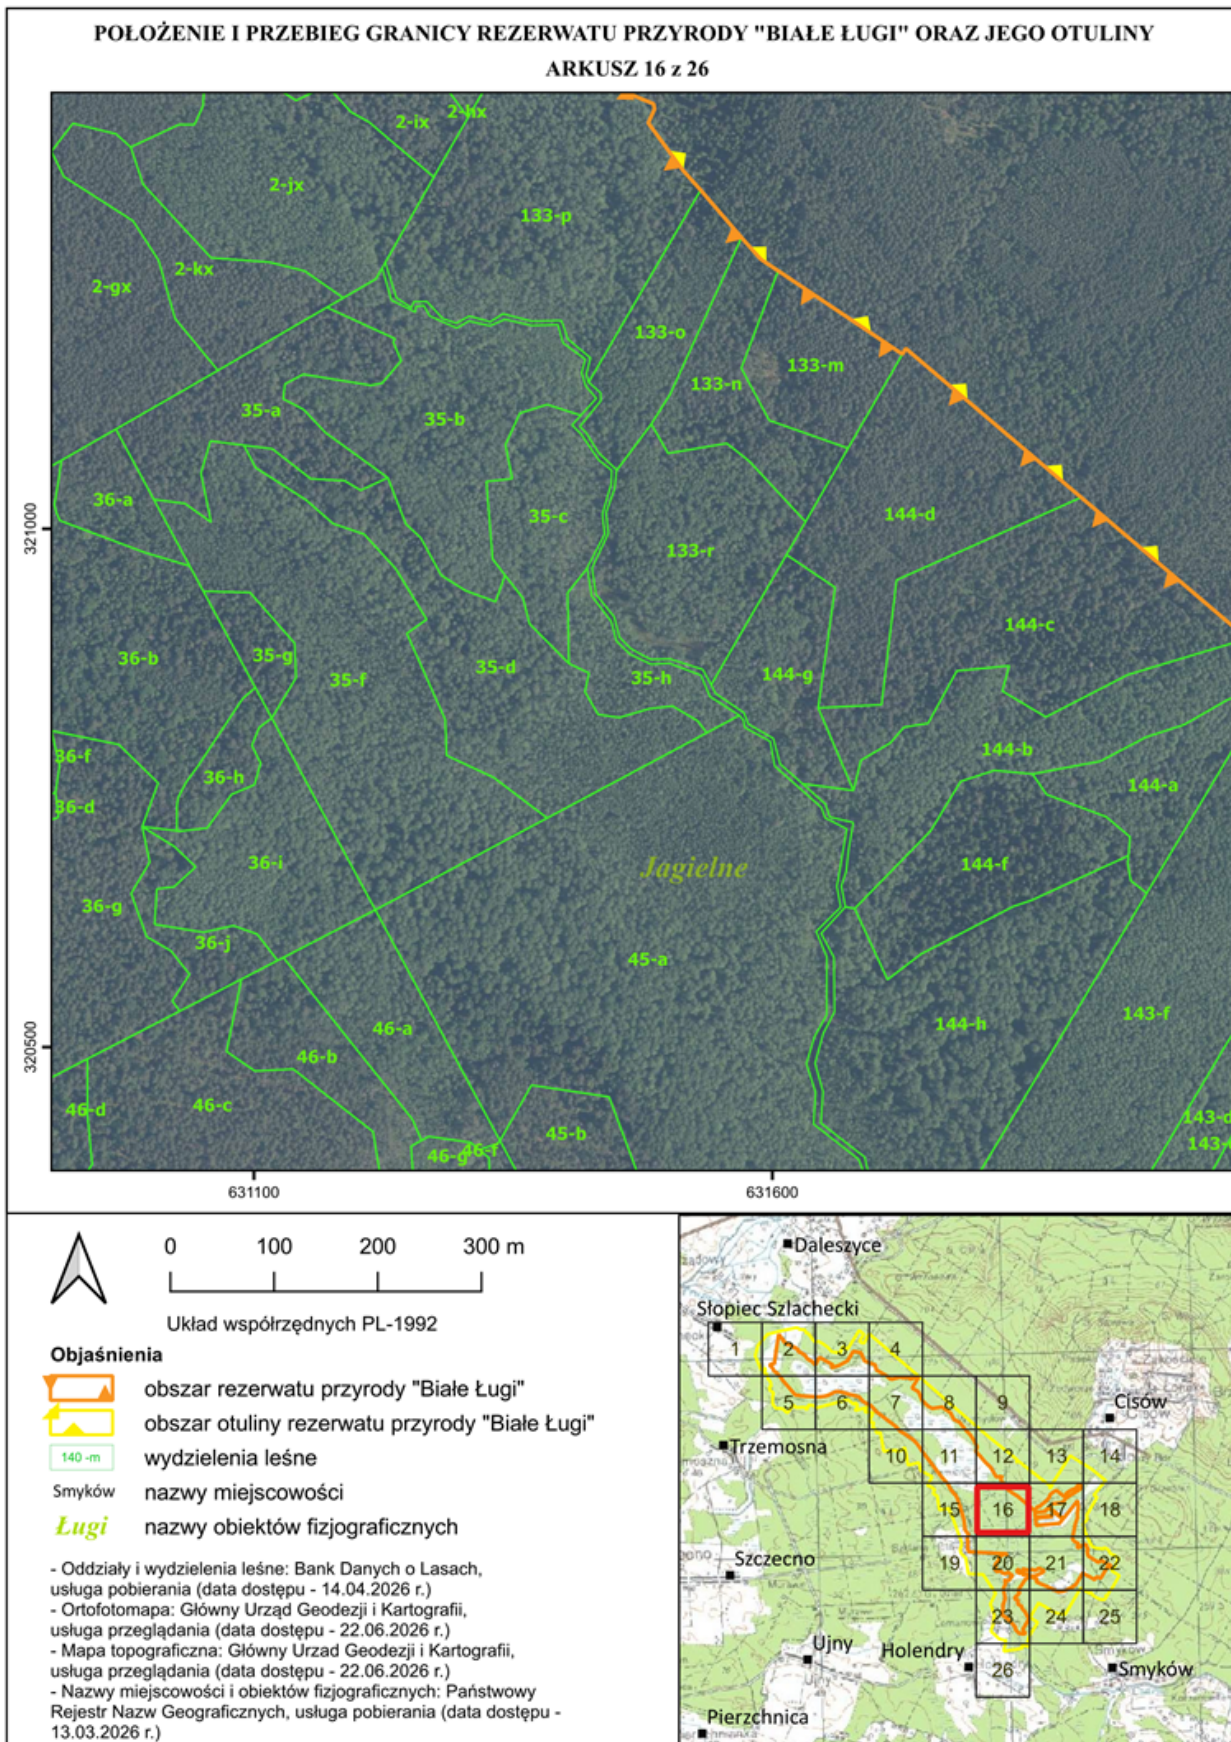 POŁOŻENIE I PRZEBIEG GRANICY REZERWATU PRZYRODY "BIAŁE ŁUGI" ORAZ JEGO OTULINY
ARKUSZ 16 z 26
2-hx
2-ix
2-jx
133-p
2-kx
2-gx
133-o
133-m
133-n
35-a
35-b
36-a
35-c
144-d
321000
133-r
144-c
36-b
35-g
35-f
35-d
35-h
144-g
36-f
144-b
36-h
144-a
36-d
36-i
144-f
Jagielne
36-g
36-j
45-a
143-f
46-a
144-h
320500
46-b
46-d
46-c
45-b
46-g
46-f
631100
631600
0 100 200 300 m
Układ współrzędnych PL-1992
Objaśnienia
obszar rezerwatu przyrody "Białe Ługi"
obszar otuliny rezerwatu przyrody "Białe Ługi"
140 -m wydzielenia leśne
Smyków nazwy miejscowości
Ługi nazwy obiektów fizjograficznych
- Oddziały i wydzielenia leśne: Bank Danych o Lasach,
usługa pobierania (data dostępu - 14.04.2026 r.)
- Ortofotomapa: Główny Urząd Geodezji i Kartografii,
usługa przeglądania (data dostępu - 22.06.2026 r.)
- Mapa topograficzna: Główny Urzad Geodezji i Kartografii,
usługa przeglądania (data dostępu - 22.06.2026 r.)
- Nazwy miejscowości i obiektów fizjograficznych: Państwowy
Rejestr Nazw Geograficznych, usługa pobierania (data dostępu -
13.03.2026 r.)
Daleszyce
Słopiec Szlachecki
1 2 3 4
5 6 7 8 9
Cisów
Trzemosna
10 11 12 13 14
15 16 17 18
Szczecno
19 20 21 22
23 24 25
Ujny
Holendry
26
Smyków
Pierzchnica